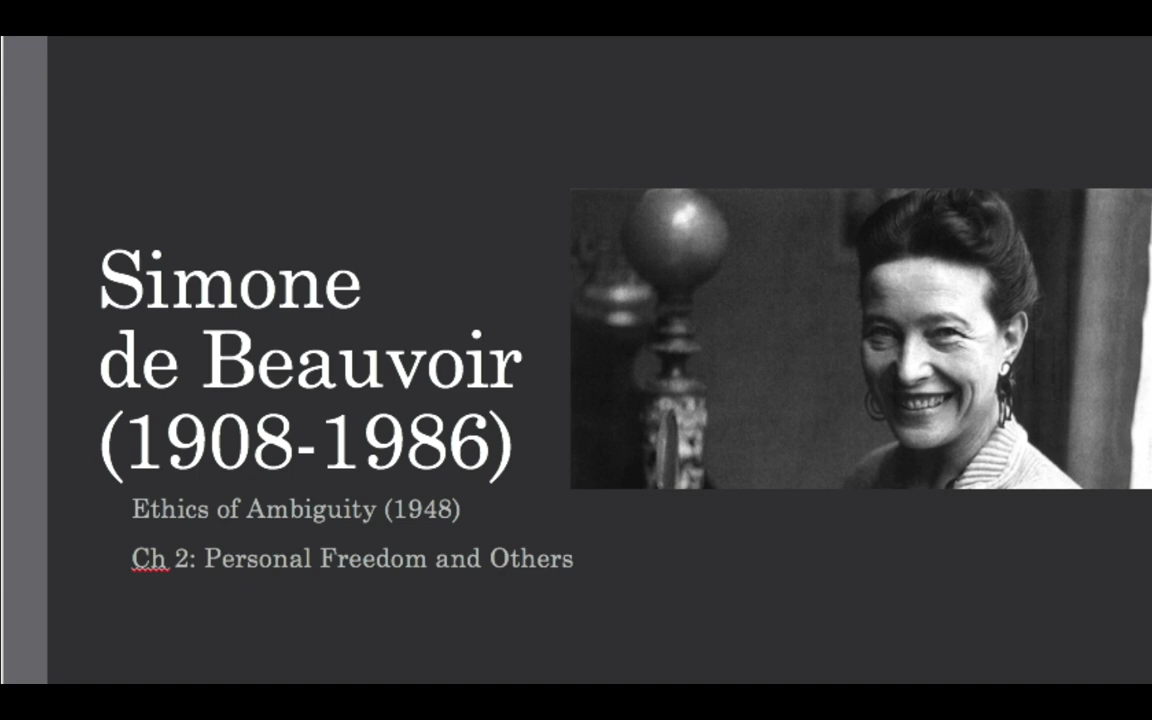 Simone
de Beauvoir
(1908-1986)
Ethics of Ambiguity (1948)
Ch 2: Personal Freedom and Others